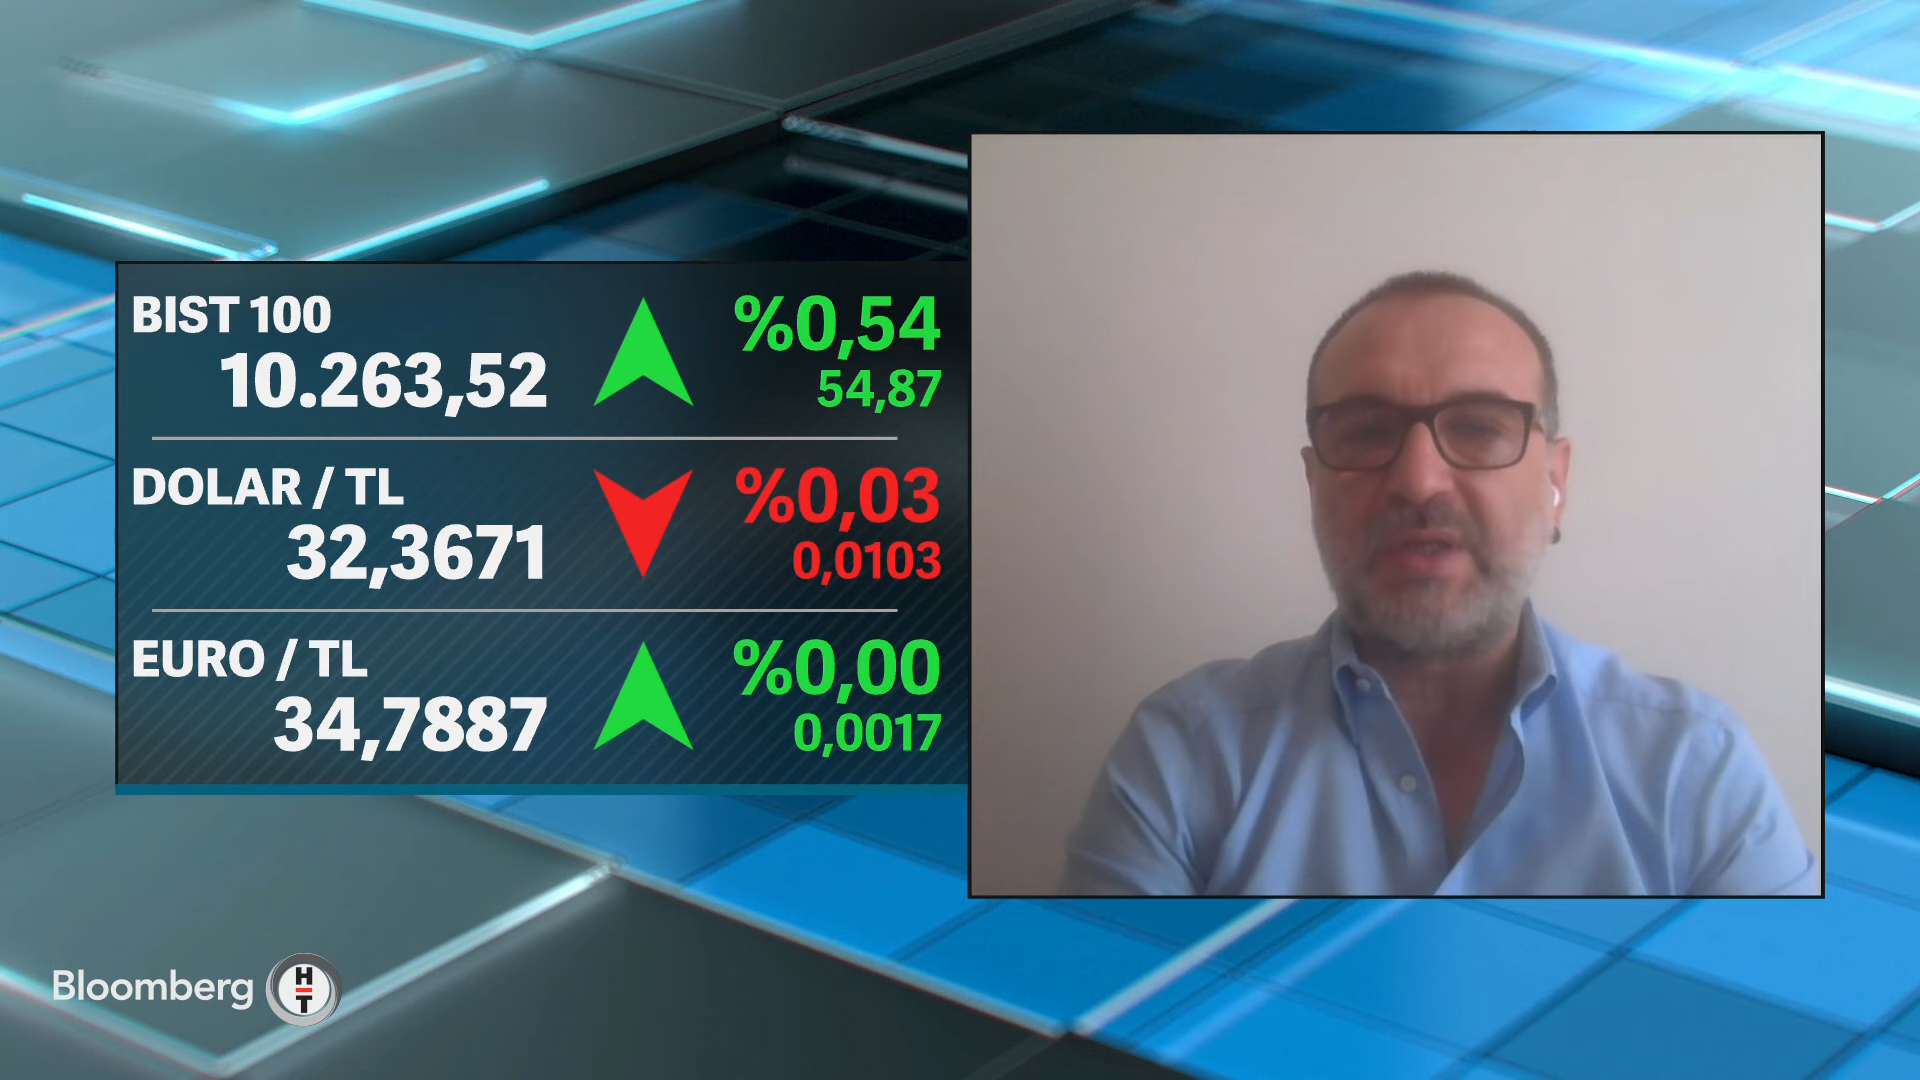 BIST 100
10.263,52
%0,54
54,87
DOLAR / TL
32,3671
%0,03
0,0103
EURO / TL
34,7887
%0,00
0,0017
Bloomberg HT